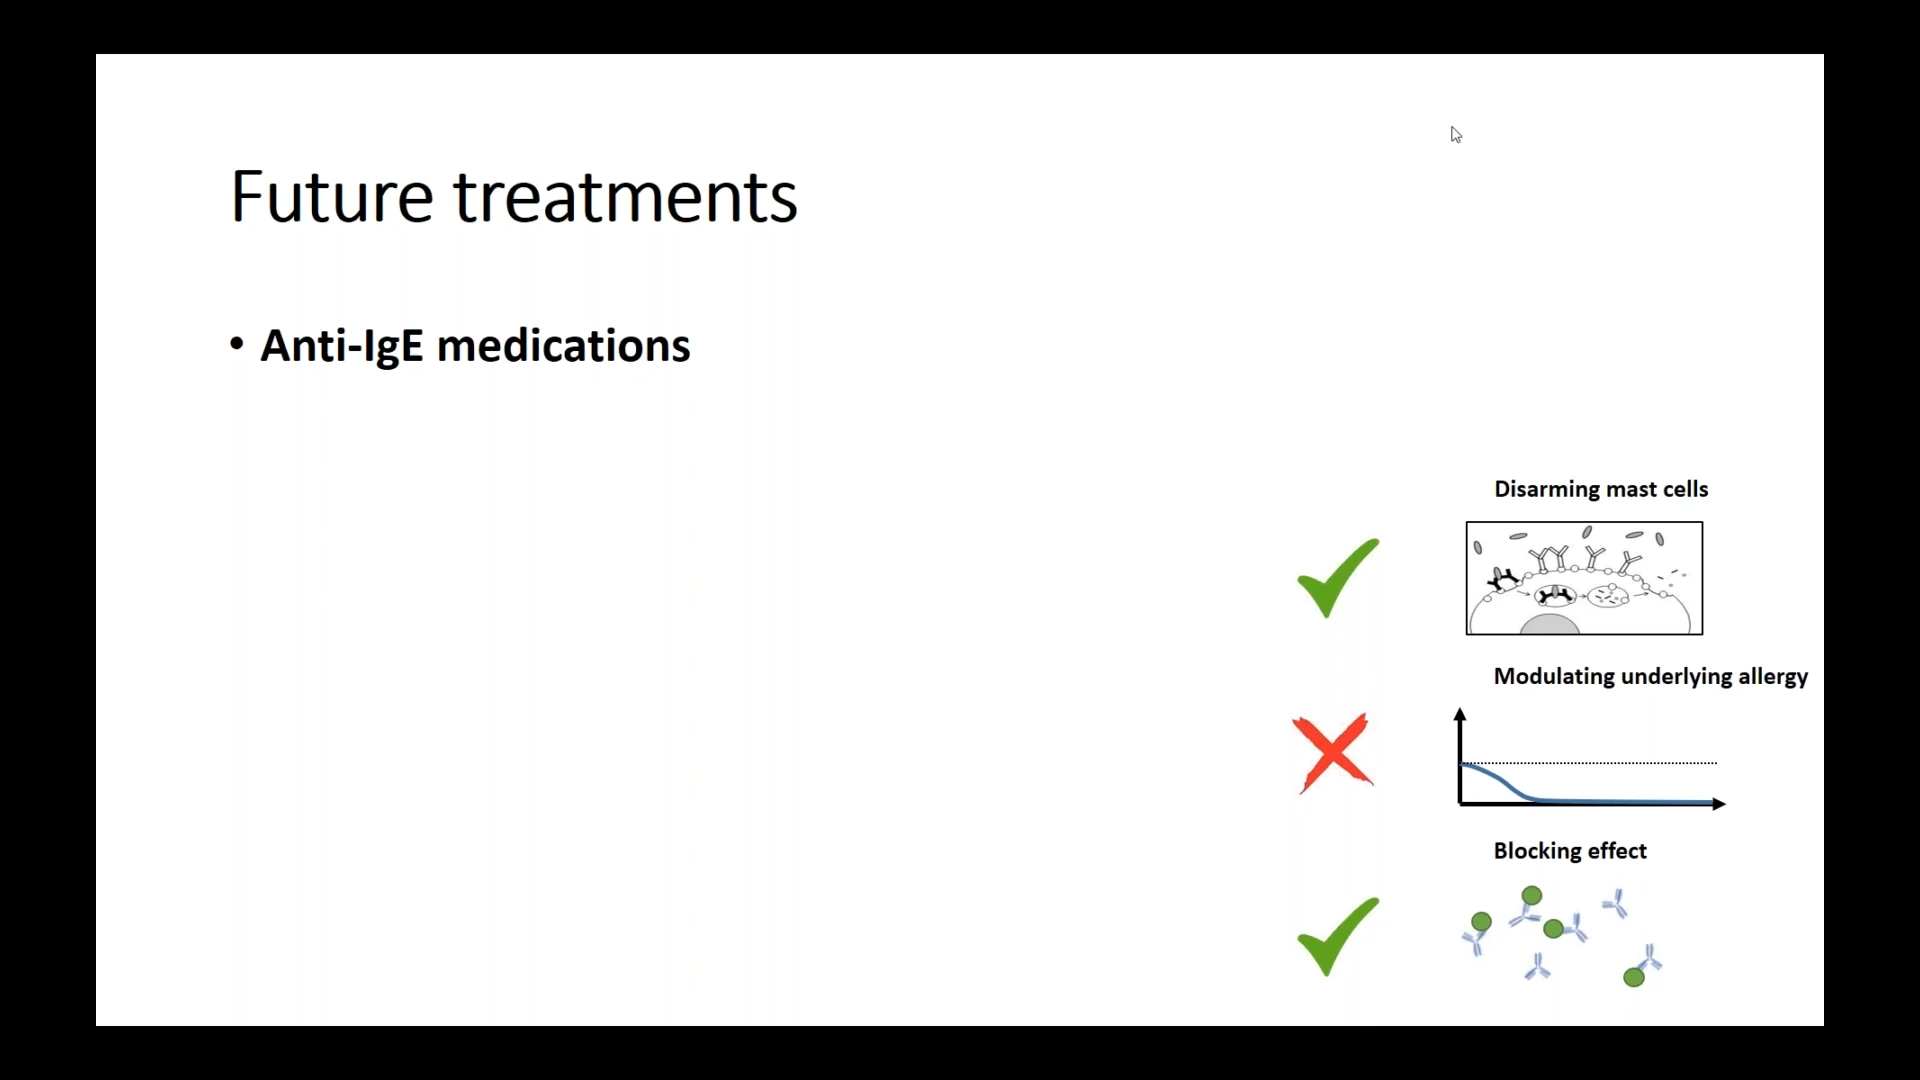 Future treatments
• Anti-IgE medications
Disarming mast cells
Modulating underlying allergy
Blocking effect